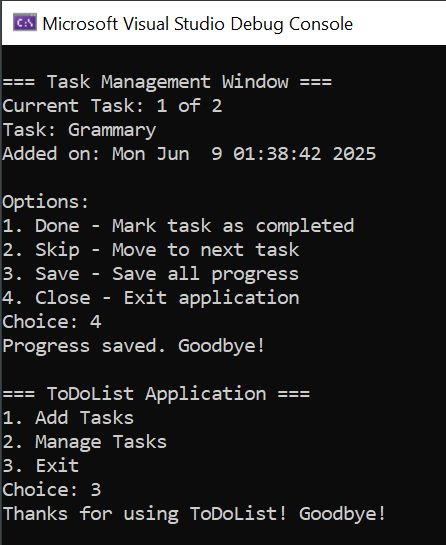 Microsoft Visual Studio Debug Console
=== Task Management Window ===
Current Task: 1 of 2
Task: Grammary
Added on: Mon Jun  9 01:38:42 2025
Options:
1. Done - Mark task as completed
2. Skip - Move to next task
3. Save - Save all progress
4. Close - Exit application
Choice: 4
Progress saved. Goodbye!
=== ToDoList Application ===
1. Add Tasks
2. Manage Tasks
3. Exit
Choice: 3
Thanks for using ToDoList! Goodbye!